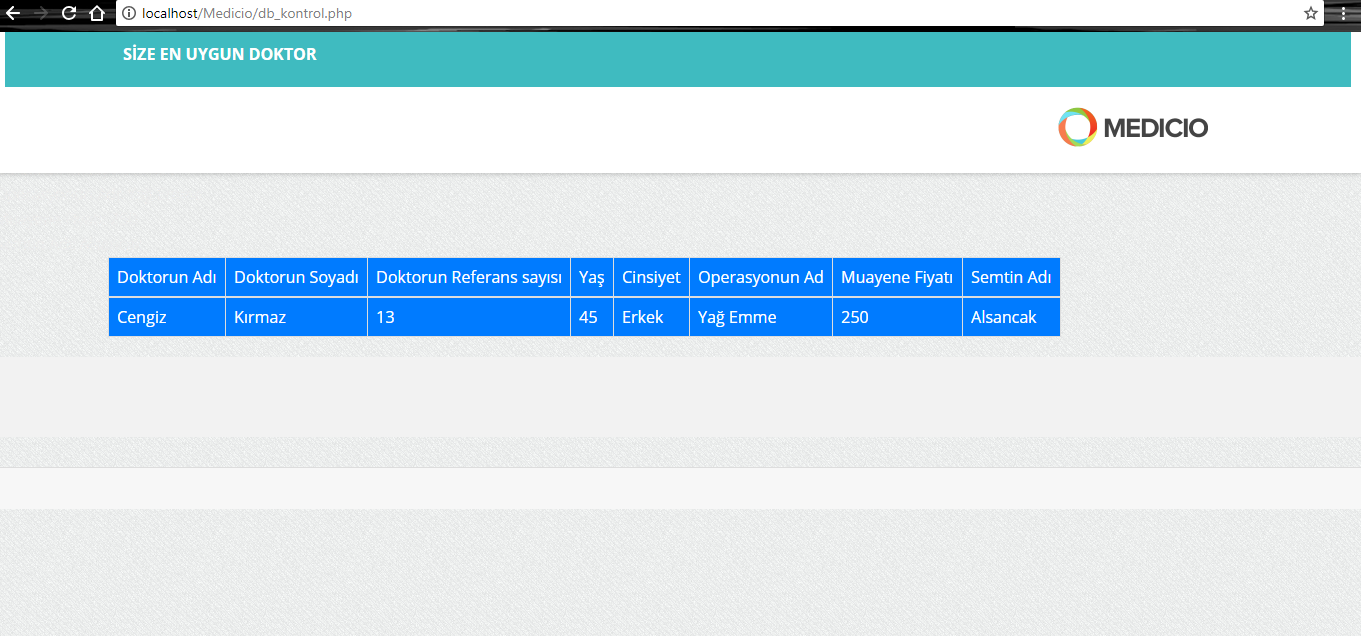 localhost/Medicio/db_kontrol.php
SİZE EN UYGUN DOKTOR
MEDICIO
Doktorun Adı Doktorun Soyadı Doktorun Referans sayısı Yaş Cinsiyet Operasyonun Ad Muayene Fiyatı Semtin Adı
Cengiz Kırmaz 13 45 Erkek Yağ Emme 250 Alsancak